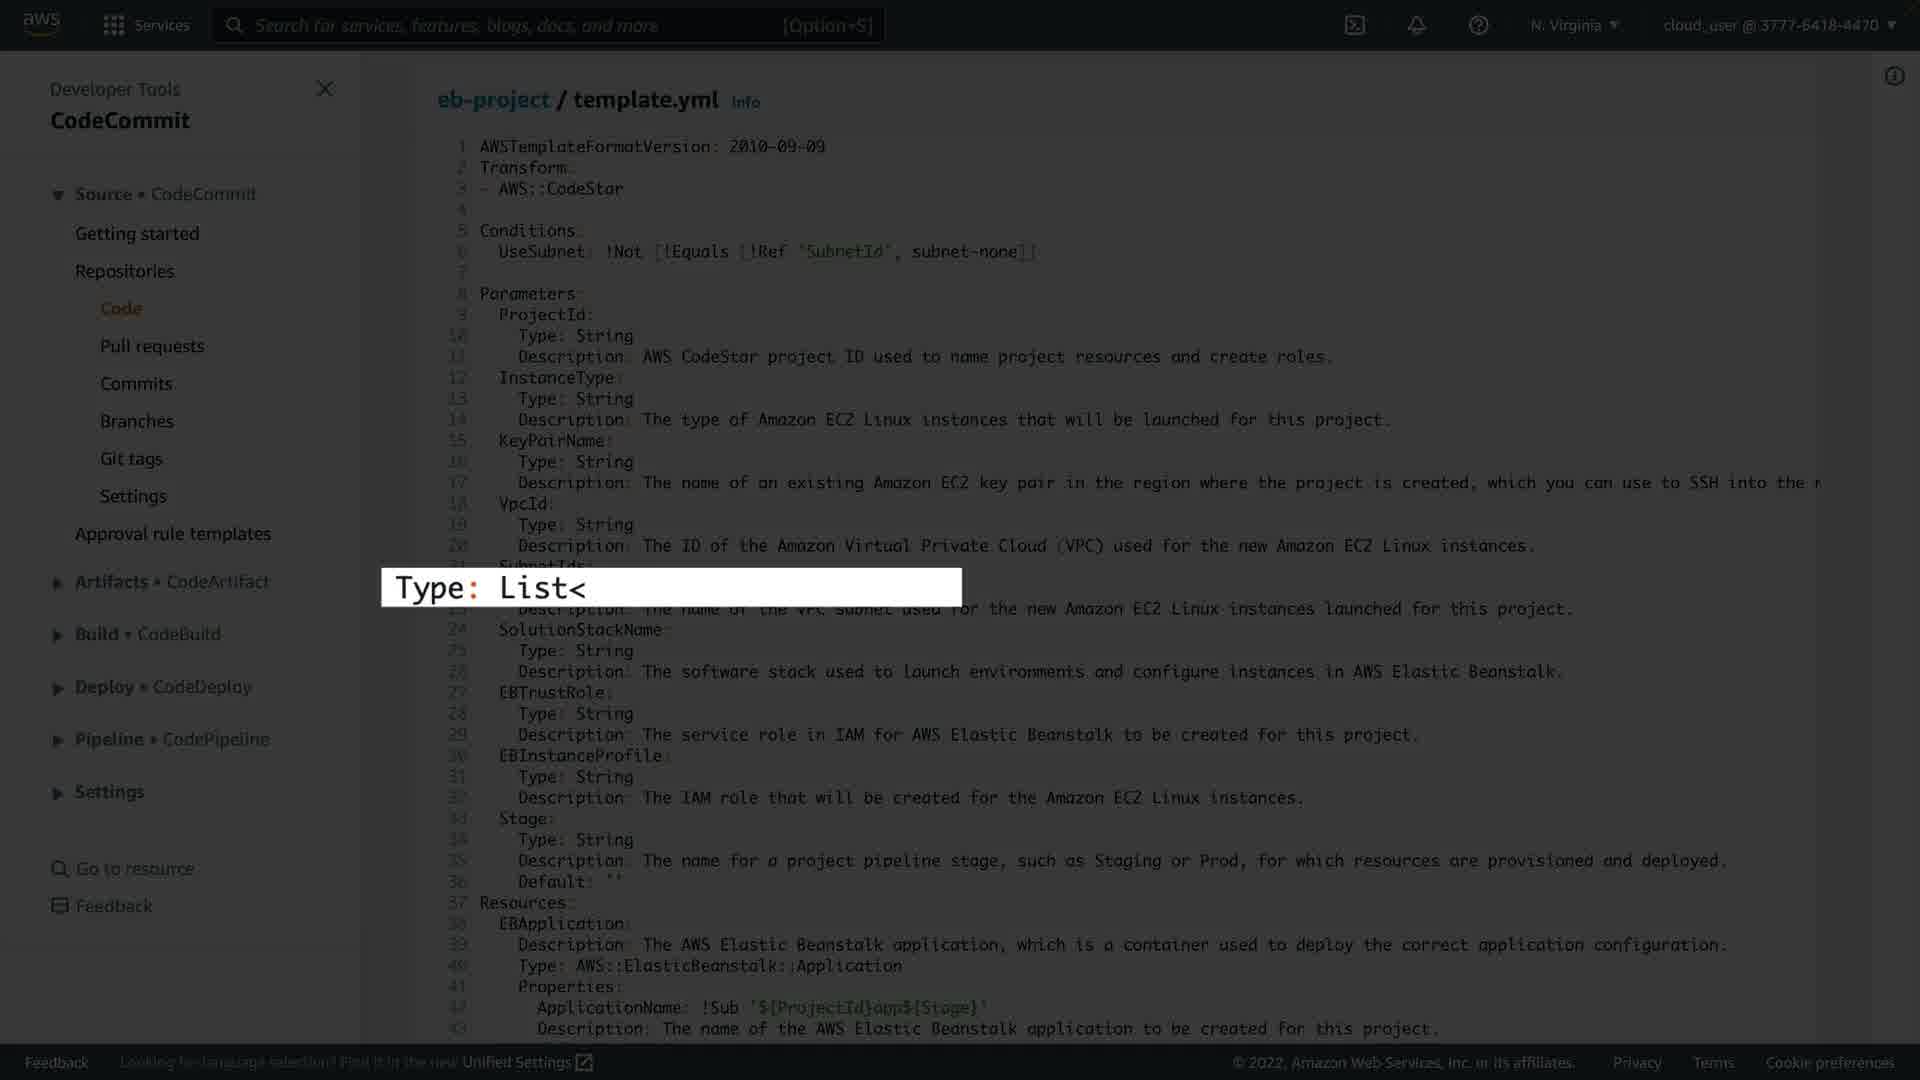 aws
Services
Search for services, features, blogs, docs, and more
[Option+S]
N. Virginia
cloud_user @ 3777-6418-4470
Developer Tools
CodeCommit
Source • CodeCommit
Getting started
Repositories
Code
Pull requests
Commits
Branches
Git tags
Settings
Approval rule templates
Artifacts • CodeArtifact
Build • CodeBuild
Deploy • CodeDeploy
Pipeline • CodePipeline
Settings
Go to resource
Feedback
eb-project / template.yml Info
1 AWSTemplateFormatVersion: 2010-09-09
2 Transform:
3 - AWS::CodeStar
4
5 Conditions:
6 UseSubnet: !Not [!Equals [!Ref 'SubnetId', subnet-none]]
7
8 Parameters:
9 ProjectId:
10 Type: String
11 Description: AWS CodeStar project ID used to name project resources and create roles.
12 InstanceType:
13 Type: String
14 Description: The type of Amazon EC2 Linux instances that will be launched for this project.
15 KeyPairName:
16 Type: String
17 Description: The name of an existing Amazon EC2 key pair in the region where the project is created, which you can use to SSH into the
18 VpcId:
19 Type: String
20 Description: The ID of the Amazon Virtual Private Cloud (VPC) used for the new Amazon EC2 Linux instances.
21 SubnetIds:
Type: List<
23 Description: The name of the VPC subnet used for the new Amazon EC2 Linux instances launched for this project.
24 SolutionStackName:
25 Type: String
26 Description: The software stack used to launch environments and configure instances in AWS Elastic Beanstalk.
27 EBTrustRole:
28 Type: String
29 Description: The service role in IAM for AWS Elastic Beanstalk to be created for this project.
30 EBInstanceProfile:
31 Type: String
32 Description: The IAM role that will be created for the Amazon EC2 Linux instances.
33 Stage:
34 Type: String
35 Description: The name for a project pipeline stage, such as Staging or Prod, for which resources are provisioned and deployed.
36 Default: ''
37 Resources:
38 EBApplication:
39 Description: The AWS Elastic Beanstalk application, which is a container used to deploy the correct application configuration.
40 Type: AWS::ElasticBeanstalk::Application
41 Properties:
42 ApplicationName: !Sub '${ProjectId}app${Stage}'
43 Description: The name of the AWS Elastic Beanstalk application to be created for this project.
Feedback
Looking for language selection? Find it in the new Unified Settings
© 2022, Amazon Web Services, Inc. or its affiliates.
Privacy
Terms
Cookie preferences